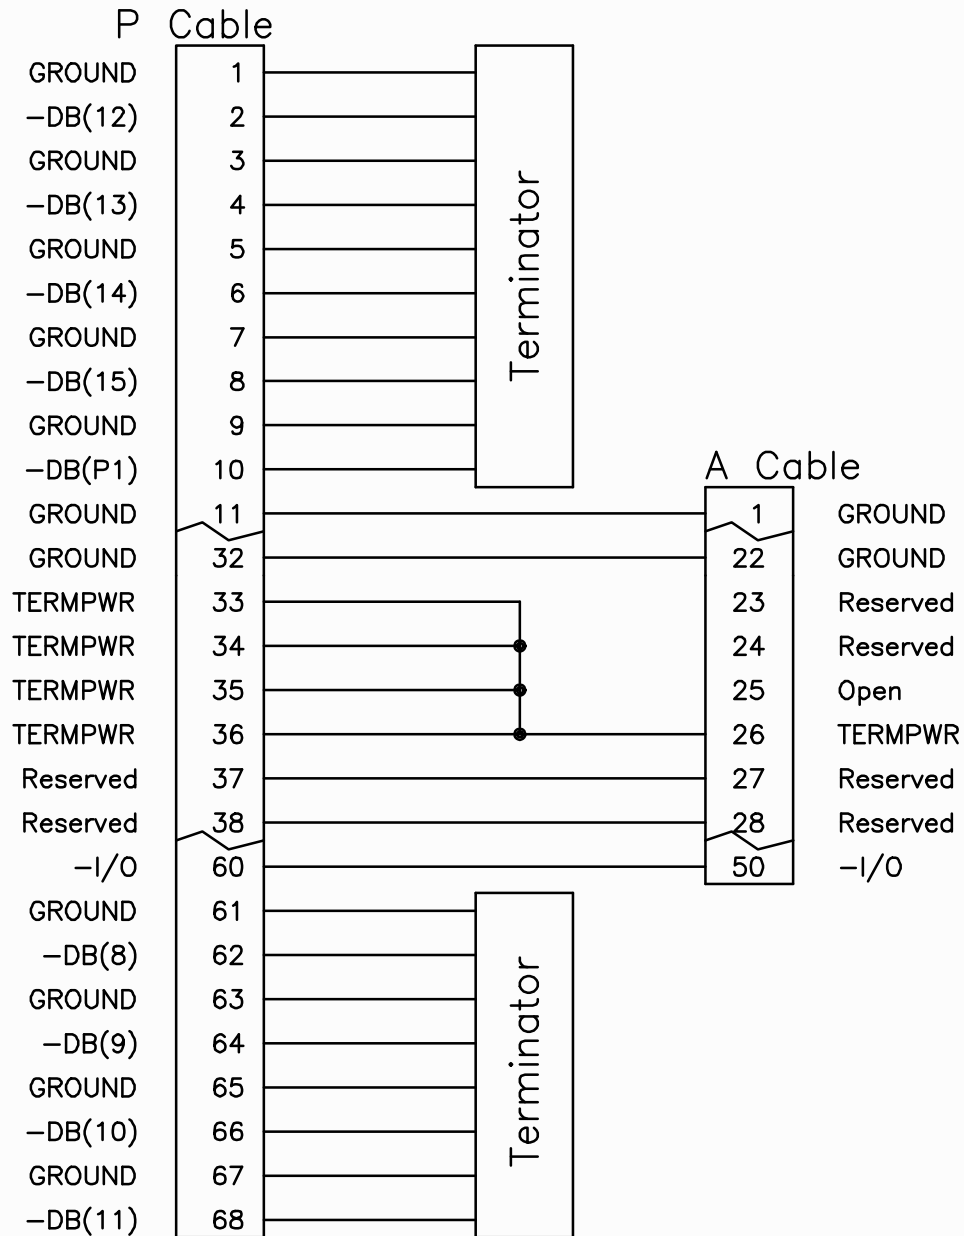 P Cable
GROUND 1
-DB(12) 2
GROUND 3
-DB(13) 4
GROUND 5
-DB(14) 6
GROUND 7
-DB(15) 8
GROUND 9
-DB(P1) 10
Terminator
A Cable
GROUND 11 1 GROUND
GROUND 32 22 GROUND
TERMPWR 33 23 Reserved
TERMPWR 34 24 Reserved
TERMPWR 35 25 Open
TERMPWR 36 26 TERMPWR
Reserved 37 27 Reserved
Reserved 38 28 Reserved
-I/O 60 50 -I/O
GROUND 61
-DB(8) 62
GROUND 63
-DB(9) 64
GROUND 65
-DB(10) 66
GROUND 67
-DB(11) 68
Terminator